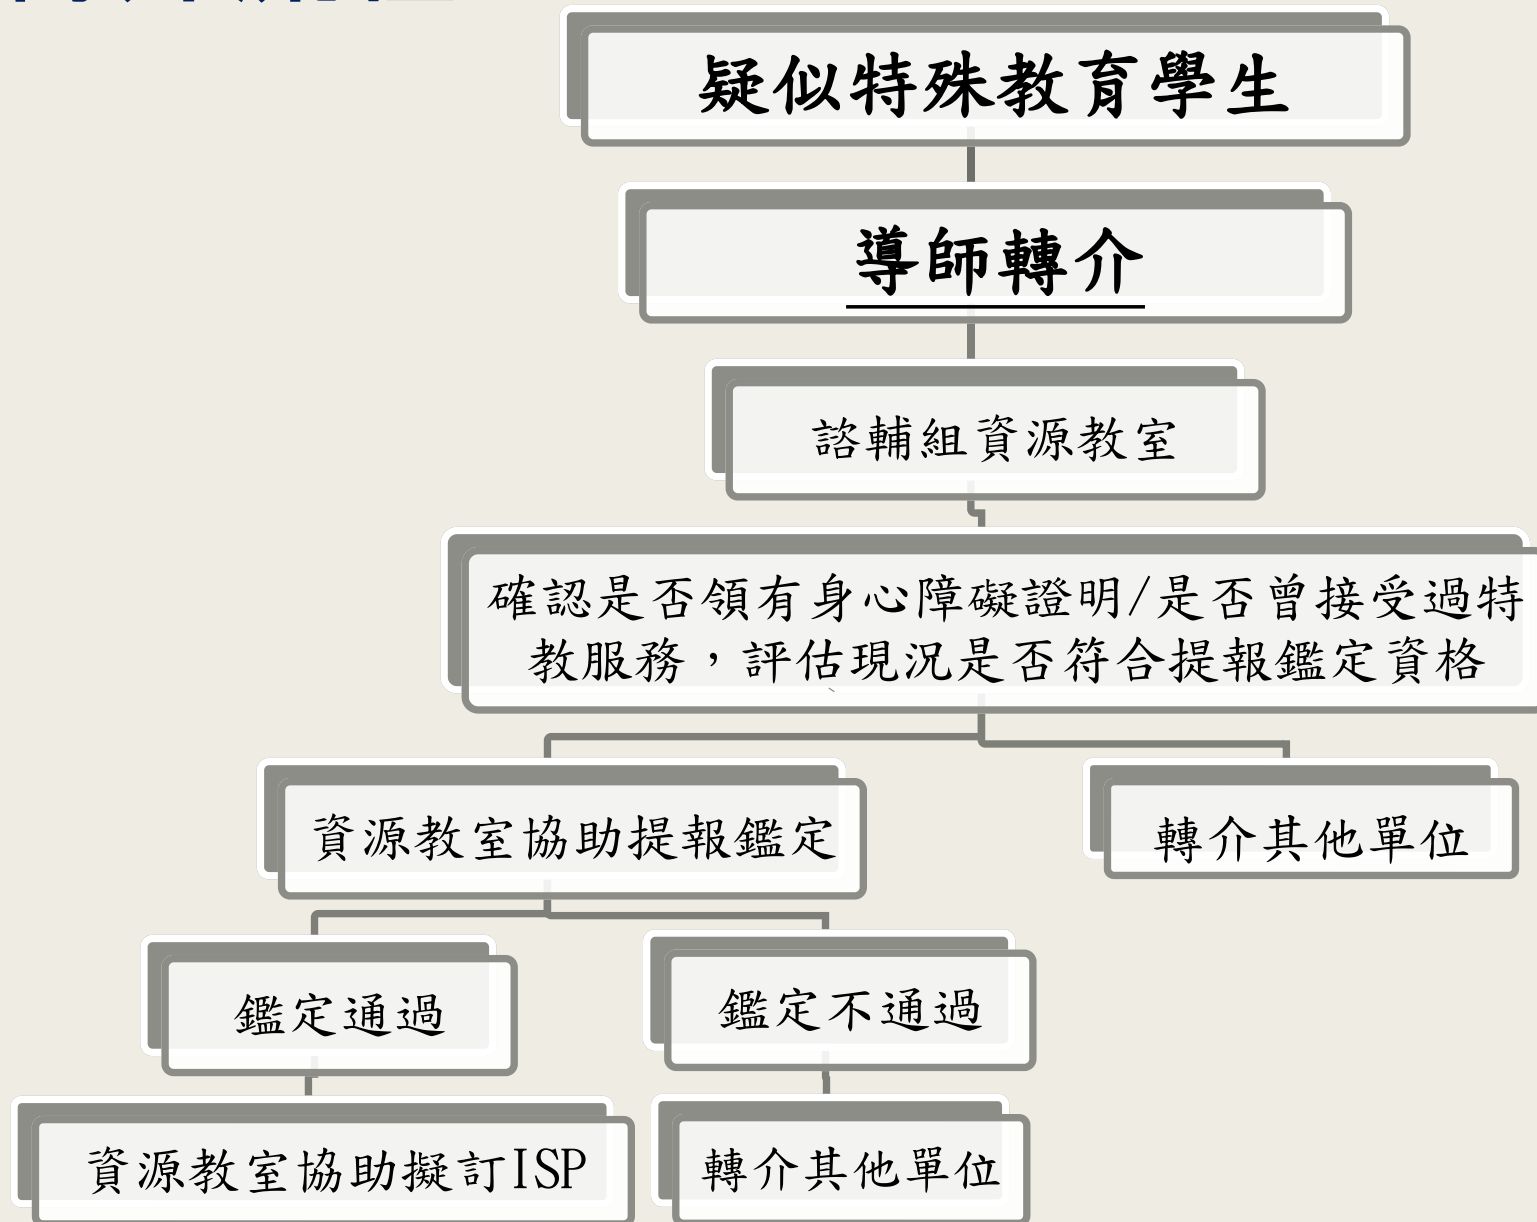 疑似特殊教育學生
導師轉介
諮輔組資源教室
確認是否領有身心障礙證明/是否曾接受過特
教服務，評估現況是否符合提報鑑定資格
資源教室協助提報鑑定
轉介其他單位
鑑定通過
鑑定不通過
資源教室協助擬訂ISP
轉介其他單位